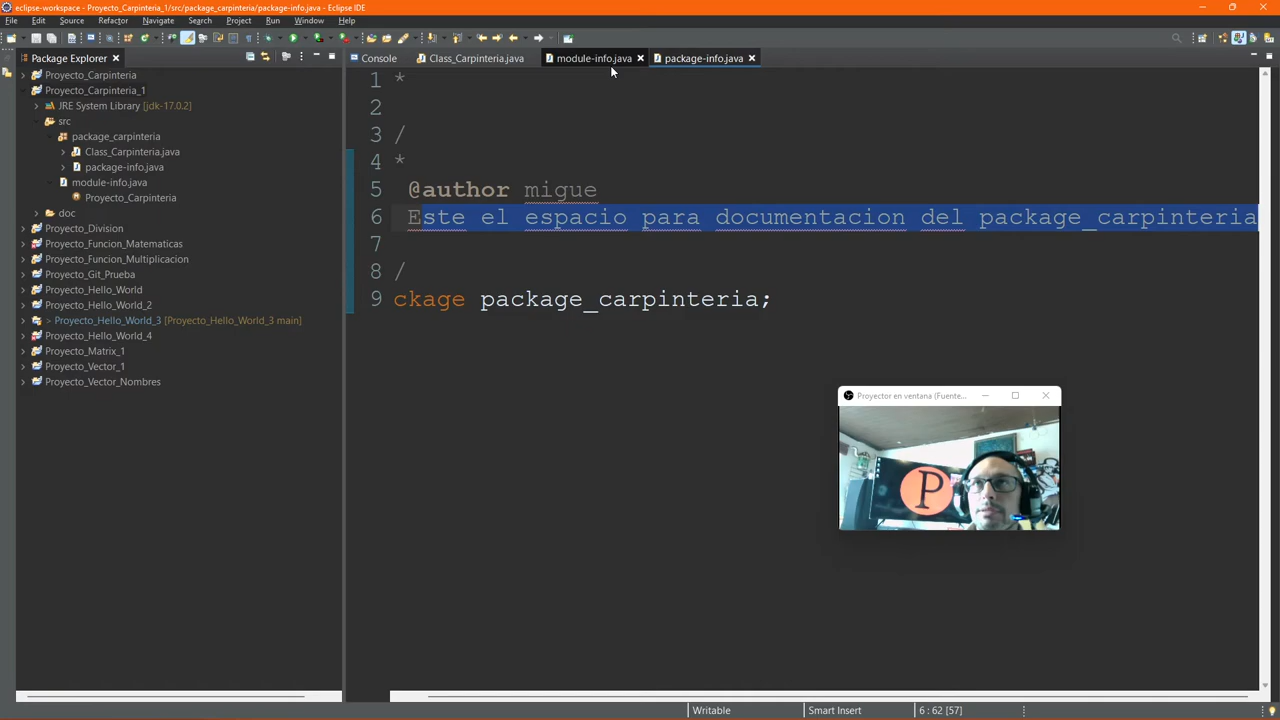 eclipse-workspace - Proyecto_Carpinteria_1/src/package_carpinteria/package-info.java - Eclipse IDE
File Edit Source Refactor Navigate Search Project Run Window Help
Package Explorer
Console Class_Carpinteria.java module-info.java package-info.java
Proyecto_Carpinteria
Proyecto_Carpinteria_1
JRE System Library [jdk-17.0.2]
src
package_carpinteria
Class_Carpinteria.java
package-info.java
module-info.java
Proyecto_Carpinteria
doc
Proyecto_Division
Proyecto_Funcion_Matematicas
Proyecto_Funcion_Multiplicacion
Proyecto_Git_Prueba
Proyecto_Hello_World
Proyecto_Hello_World_2
> Proyecto_Hello_World_3 [Proyecto_Hello_World_3 main]
Proyecto_Hello_World_4
Proyecto_Matrix_1
Proyecto_Vector_1
Proyecto_Vector_Nombres
1 *
2
3 /
4 *
5 @author migue
6 Este el espacio para documentacion del package_carpinteria
7
8 /
9 ckage package_carpinteria;
Proyector en ventana (Fuente...
P
Writable Smart Insert 6 : 62 [57]